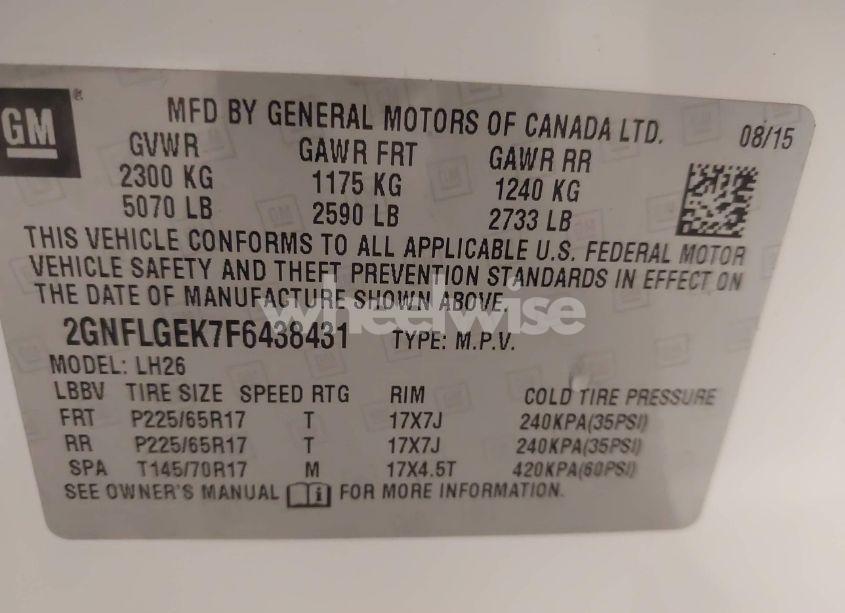 GM
®
MFD BY GENERAL MOTORS OF CANADA LTD. 08/15
GVWR GAWR FRT GAWR RR
2300 KG 1175 KG 1240 KG
5070 LB 2590 LB 2733 LB
THIS VEHICLE CONFORMS TO ALL APPLICABLE U.S. FEDERAL MOTOR
VEHICLE SAFETY AND THEFT PREVENTION STANDARDS IN EFFECT ON
THE DATE OF MANUFACTURE SHOWN ABOVE.
wheelwise
2GNFLGEK7F6438431 TYPE: M.P.V.
MODEL: LH26
LBBV TIRE SIZE SPEED RTG RIM COLD TIRE PRESSURE
FRT P225/65R17 T 17X7J 240KPA(35PSI)
RR P225/65R17 T 17X7J 240KPA(35PSI)
SPA T145/70R17 M 17X4.5T 420KPA(60PSI)
SEE OWNER'S MANUAL i FOR MORE INFORMATION.